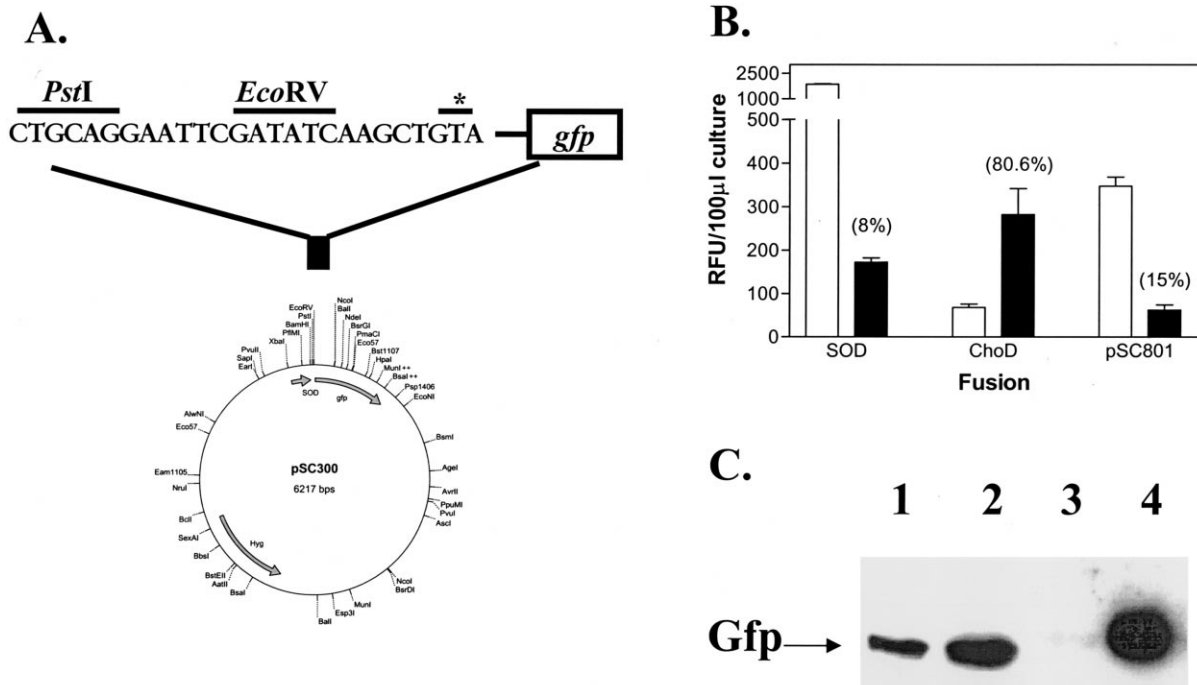 A.
PstI
EcoRV
*
CTGCAGGAATTCGATATCAAGCTGTA
gfp
EcoRV
PstI
BamHI
PflMI
XbaI
PvuII
SapI
EarI
AlwNI
Eco57
Eam1105
NruI
BclI
SexAI
BbsI
BstEII
AatII
BsaI
NcoI
BalI
NdeI
BsrGI
PmaCI
Eco57
Bst1107
HpaI
MunI ++
BsaI ++
Psp1406
EcoNI
BsmI
AgeI
AvrII
PpuMI
PvuI
AscI
NcoI
BsrDI
MunI
Esp3I
BalI
SOD
gfp
Hyg
pSC300
6217 bps
B.
RFU/100µl culture
2500
1000
500
400
300
200
100
0
(8%)
(80.6%)
(15%)
SOD
ChoD
pSC801
Fusion
C.
1 2 3 4
Gfp